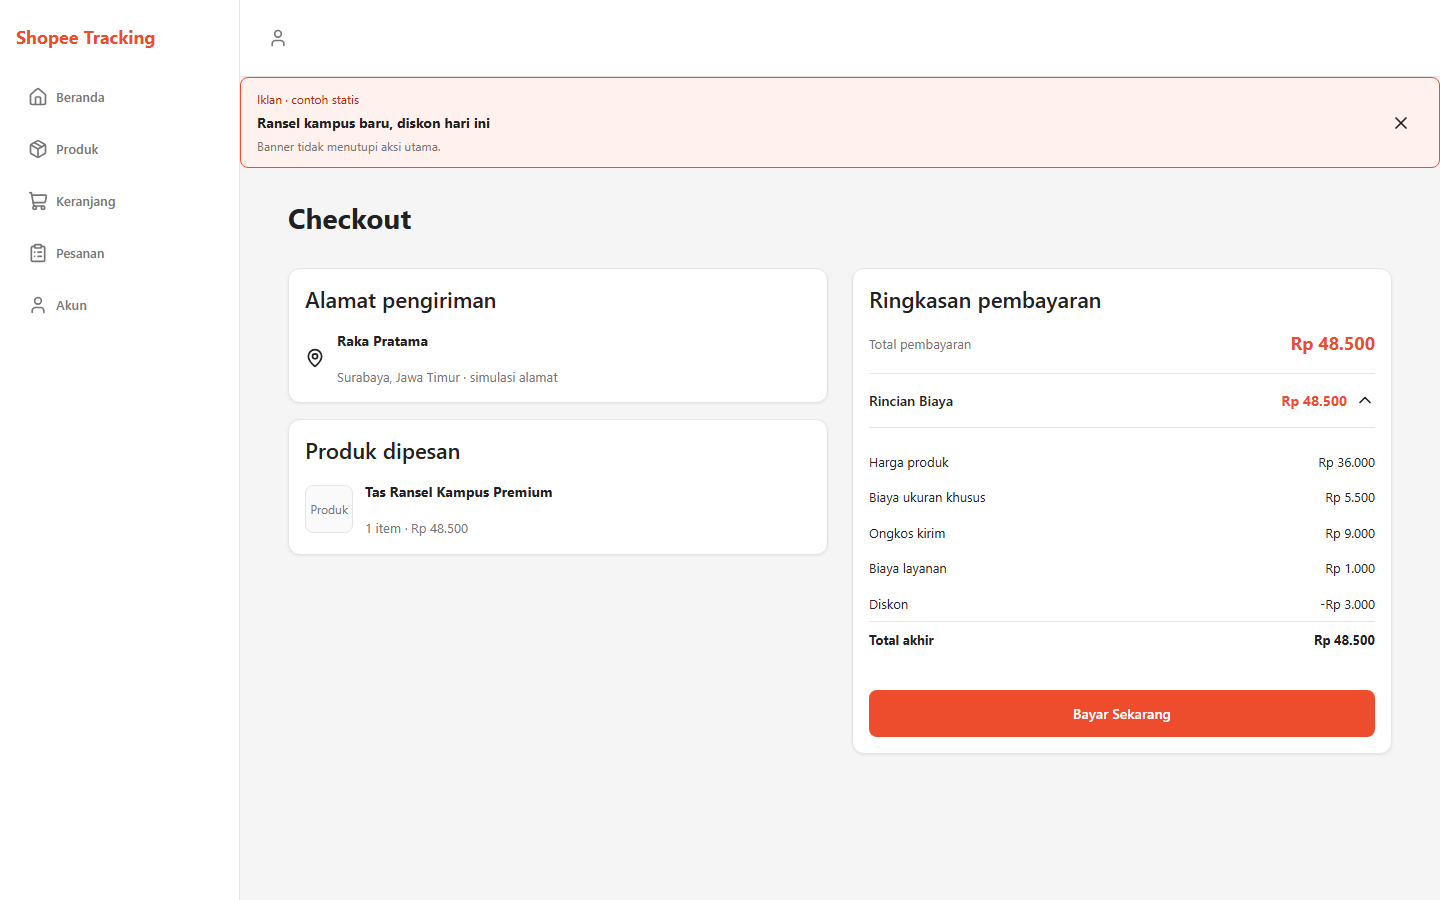 Shopee Tracking
Beranda
Produk
Keranjang
Pesanan
Akun
Iklan · contoh statis
Ransel kampus baru, diskon hari ini
Banner tidak menutupi aksi utama.
Checkout
Alamat pengiriman
Raka Pratama
Surabaya, Jawa Timur · simulasi alamat
Produk dipesan
Produk
Tas Ransel Kampus Premium
1 item · Rp 48.500
Ringkasan pembayaran
Total pembayaran Rp 48.500
Rincian Biaya Rp 48.500
Harga produk Rp 36.000
Biaya ukuran khusus Rp 5.500
Ongkos kirim Rp 9.000
Biaya layanan Rp 1.000
Diskon -Rp 3.000
Total akhir Rp 48.500
Bayar Sekarang